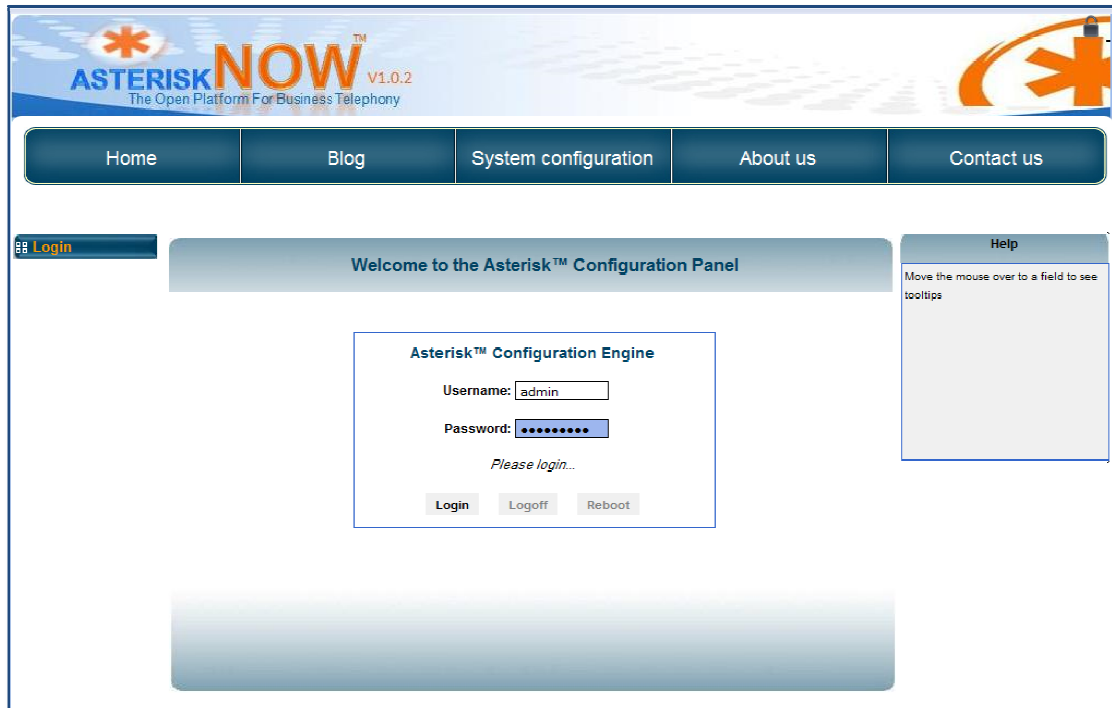 ASTERISKNOW™ V1.0.2
The Open Platform For Business Telephony
Home Blog System configuration About us Contact us
Login
Welcome to the Asterisk™ Configuration Panel
Help
Move the mouse over to a field to see
tooltips
Asterisk™ Configuration Engine
Username: admin
Password: •••••••••
Please login...
Login Logoff Reboot